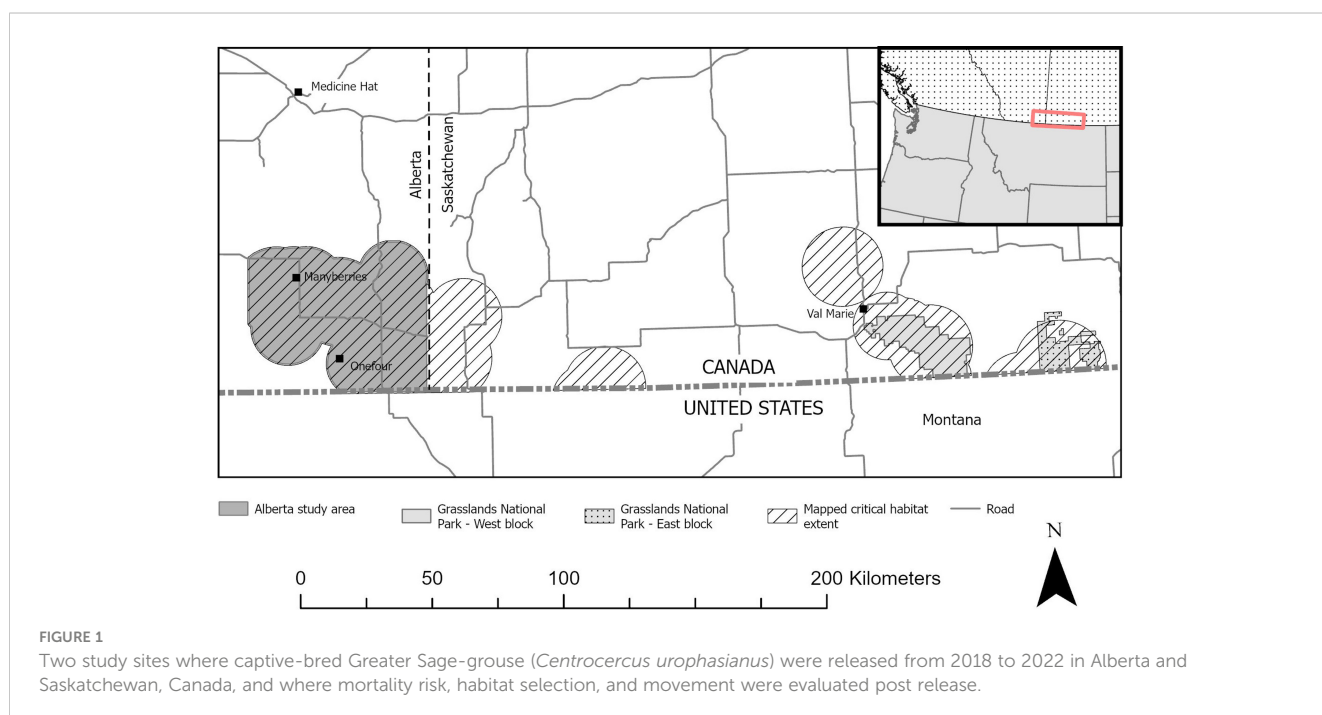 Medicine Hat
Alberta
Saskatchewan
Manyberries
Onefour
Val Marie
CANADA
UNITED STATES
Montana
Alberta study area
Grasslands National
Park - West block
Grasslands National
Park - East block
Mapped critical habitat
extent
Road
N
0 50 100 200 Kilometers
FIGURE 1
Two study sites where captive-bred Greater Sage-grouse (Centrocercus urophasianus) were released from 2018 to 2022 in Alberta and
Saskatchewan, Canada, and where mortality risk, habitat selection, and movement were evaluated post release.